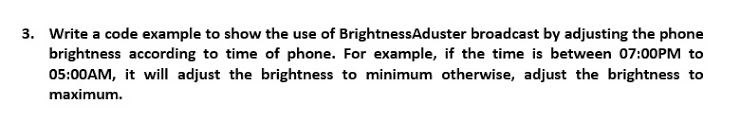 3. Write a code example to show the use of BrightnessAduster broadcast by adjusting the phone
brightness according to time of phone. For example, if the time is between 07:00PM to
05:00AM, it will adjust the brightness to minimum otherwise, adjust the brightness to
maximum.